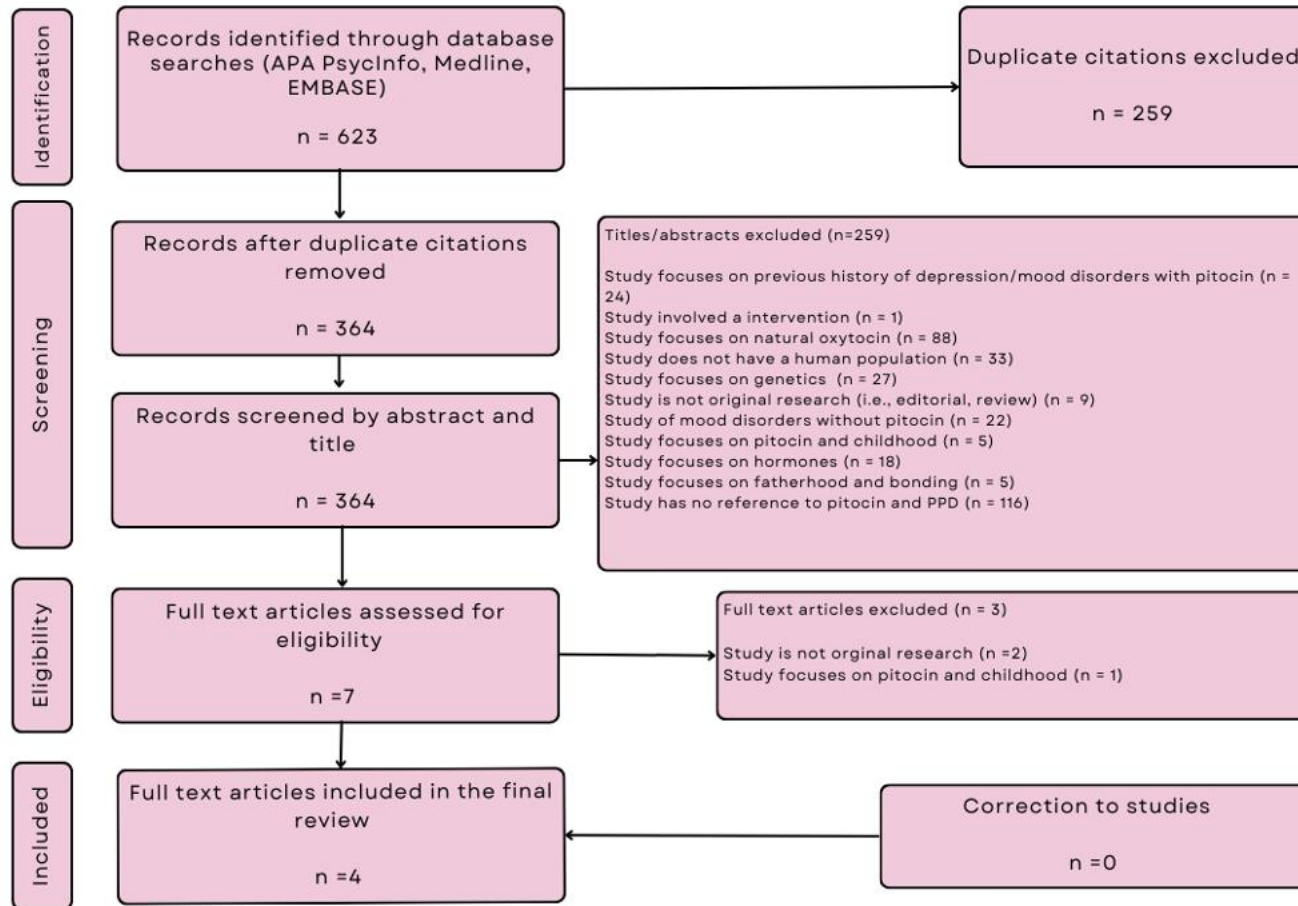 Identification
Records identified through database
searches (APA PsycInfo, Medline,
EMBASE)
n = 623
Duplicate citations excluded
n = 259
Screening
Records after duplicate citations
removed
n = 364
Records screened by abstract and
title
n = 364
Titles/abstracts excluded (n=259)
Study focuses on previous history of depression/mood disorders with pitocin (n =
24)
Study involved a intervention (n = 1)
Study focuses on natural oxytocin (n = 88)
Study does not have a human population (n = 33)
Study focuses on genetics (n = 27)
Study is not original research (i.e., editorial, review) (n = 9)
Study of mood disorders without pitocin (n = 22)
Study focuses on pitocin and childhood (n = 5)
Study focuses on hormones (n = 18)
Study focuses on fatherhood and bonding (n = 5)
Study has no reference to pitocin and PPD (n = 116)
Eligibility
Full text articles assessed for
eligibility
n =7
Full text articles excluded (n = 3)
Study is not orginal research (n =2)
Study focuses on pitocin and childhood (n = 1)
Included
Full text articles included in the final
review
n =4
Correction to studies
n =0